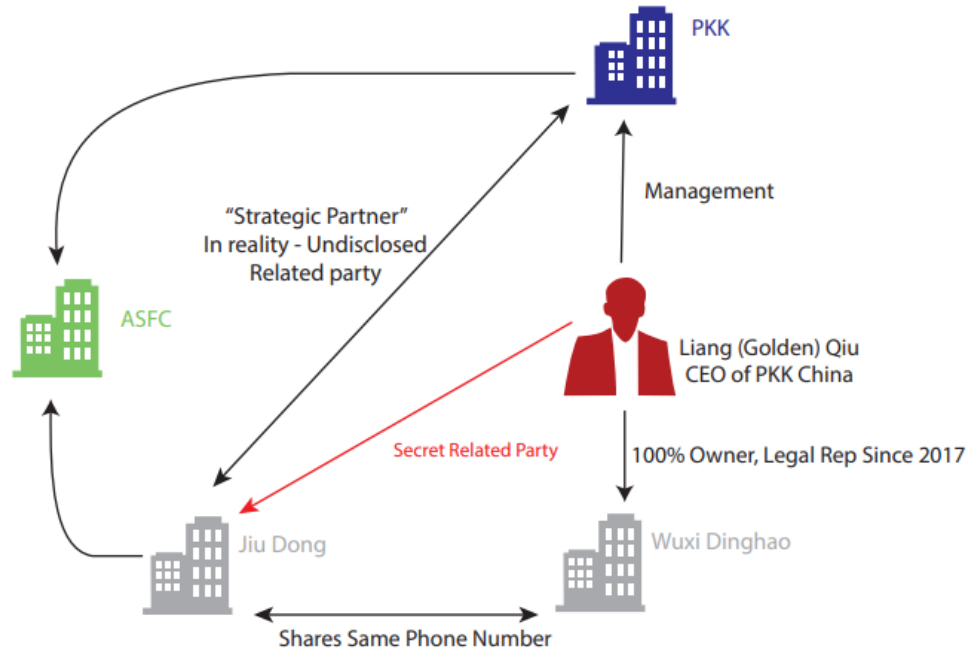 PKK
Management
“Strategic Partner”
In reality - Undisclosed
Related party
ASFC
Liang (Golden) Qiu
CEO of PKK China
Secret Related Party
100% Owner, Legal Rep Since 2017
Jiu Dong
Wuxi Dinghao
Shares Same Phone Number